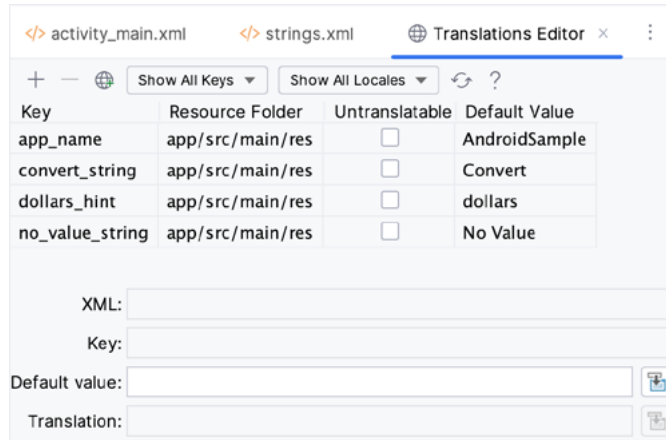 </> activity_main.xml </> strings.xml Translations Editor ×
+ — Show All Keys Show All Locales ?
Key Resource Folder Untranslatable Default Value
app_name app/src/main/res AndroidSample
convert_string app/src/main/res Convert
dollars_hint app/src/main/res dollars
no_value_string app/src/main/res No Value
XML:
Key:
Default value:
Translation: